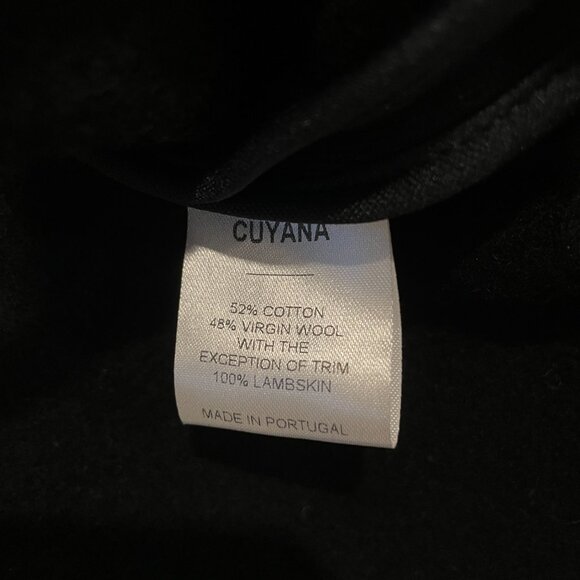 CUYANA
52% COTTON
48% VIRGIN WOOL
WITH THE
EXCEPTION OF TRIM
100% LAMBSKIN
MADE IN PORTUGAL